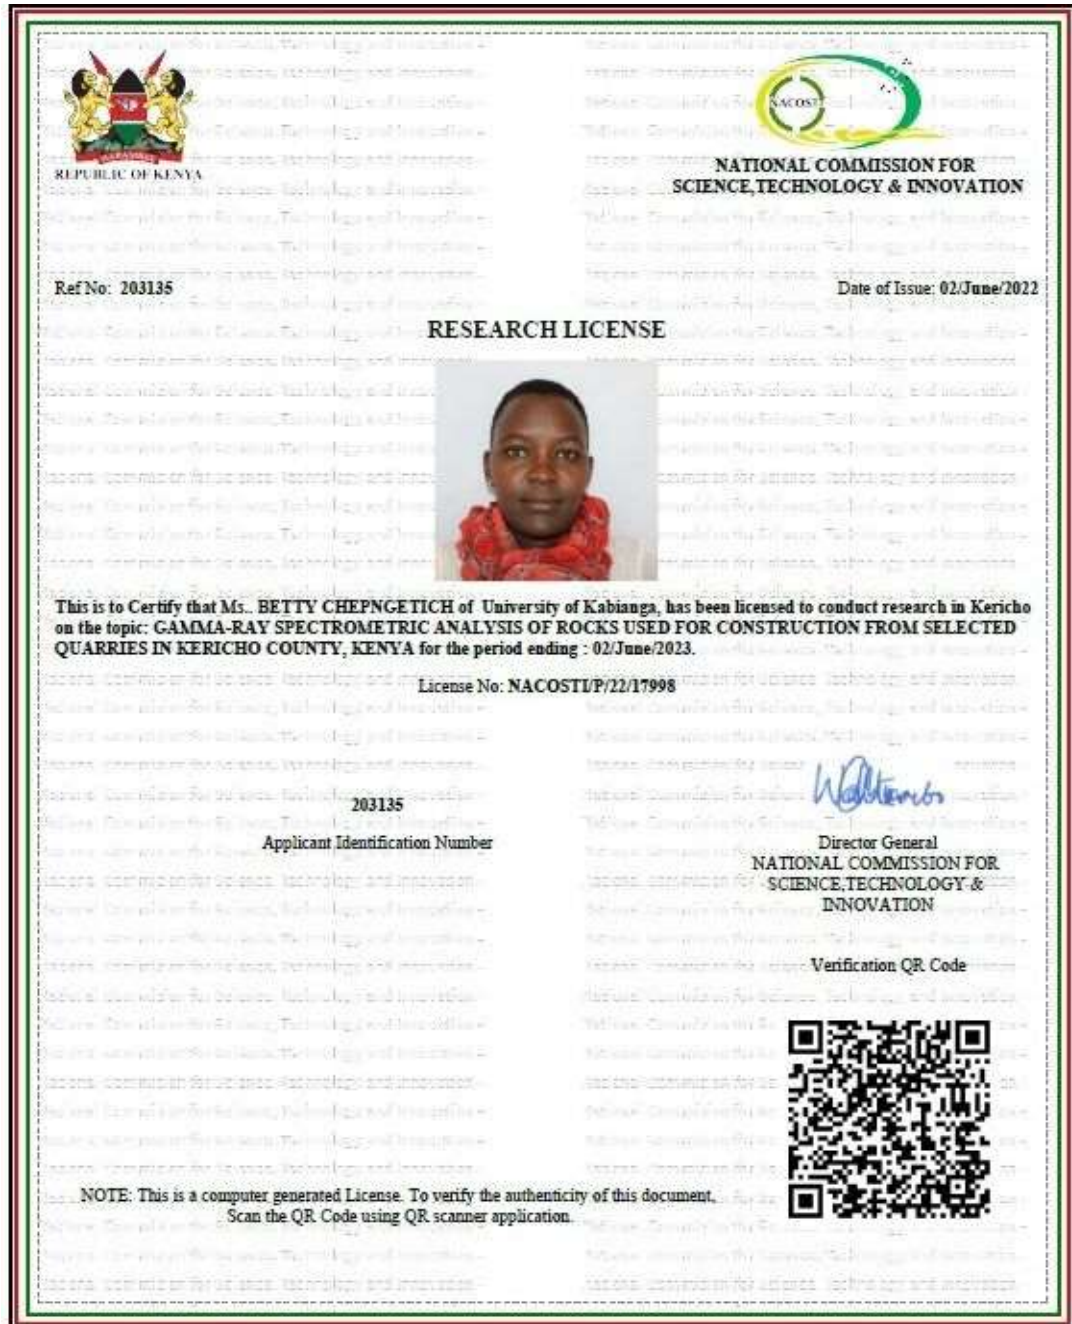 REPUBLIC OF KENYA
NACOSTI
NATIONAL COMMISSION FOR
SCIENCE,TECHNOLOGY & INNOVATION
Ref No: 203135
Date of Issue: 02/June/2022
RESEARCH LICENSE
This is to Certify that Ms.. BETTY CHEPNGETICH of University of Kabianga, has been licensed to conduct research in Kericho
on the topic: GAMMA-RAY SPECTROMETRIC ANALYSIS OF ROCKS USED FOR CONSTRUCTION FROM SELECTED
QUARRIES IN KERICHO COUNTY, KENYA for the period ending : 02/June/2023.
License No: NACOSTI/P/22/17998
203135
Applicant Identification Number
Director General
NATIONAL COMMISSION FOR
SCIENCE,TECHNOLOGY &
INNOVATION
Verification QR Code
NOTE: This is a computer generated License. To verify the authenticity of this document,
Scan the QR Code using QR scanner application.